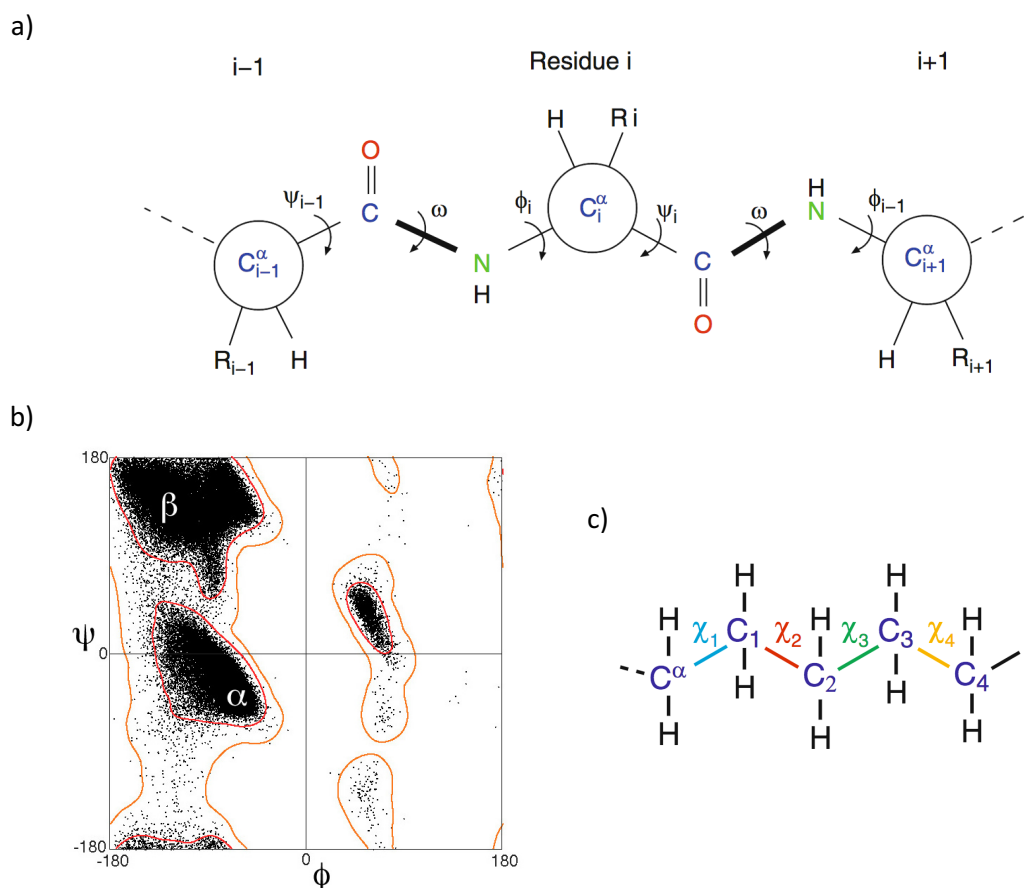 a)
i–1 Residue i i+1
H R i
O H
ψi–1 C ω ϕi Cαi ψi ω N ϕi–1
Cαi–1 N C Cαi+1
H
Ri–1 H O H Ri+1
b)
180
β
c)
H H
H χ1 C1 χ2 H χ3 C3 χ4 H
ψ
0
Cα H C2 H C4
α
H H H
-180
-180 0 180
ϕ